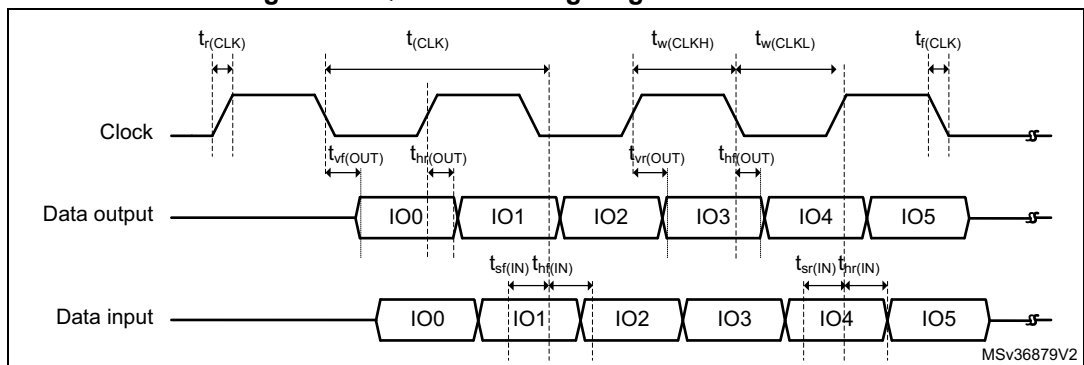 tr(CLK) t(CLK) tw(CLKH) tw(CLKL) tf(CLK)
Clock
tvf(OUT) thr(OUT) tvr(OUT) thf(OUT)
Data output IO0 IO1 IO2 IO3 IO4 IO5
tsf(IN) thf(IN) tsr(IN) thr(IN)
Data input IO0 IO1 IO2 IO3 IO4 IO5
MSv36879V2